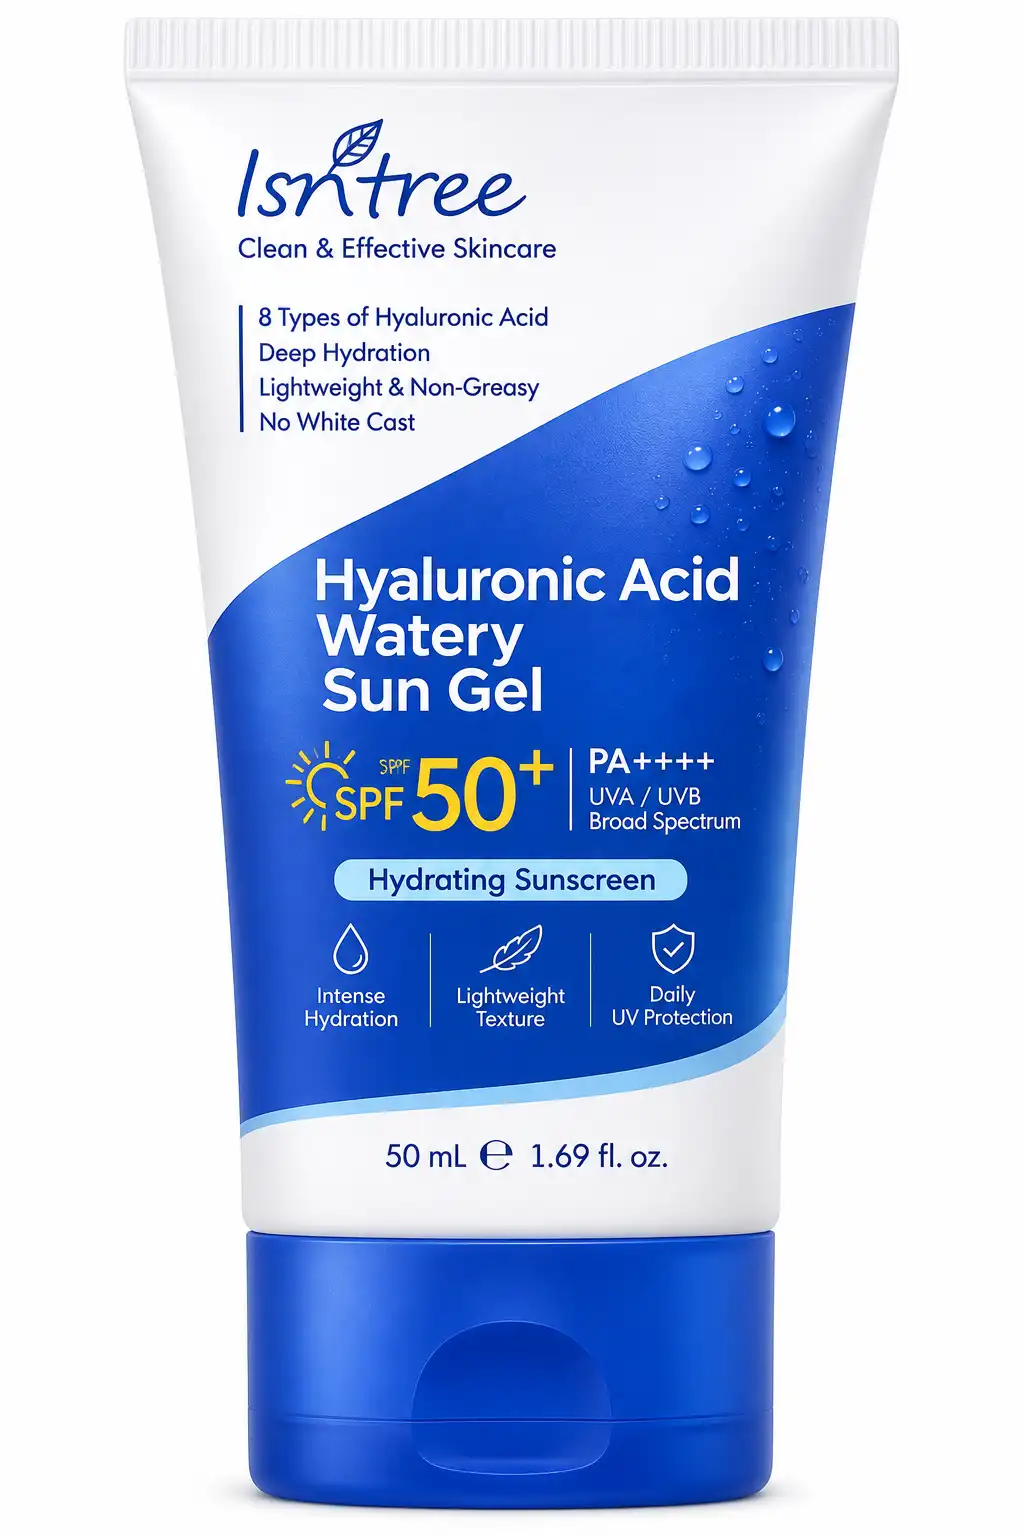 Isntree
Clean & Effective Skincare
8 Types of Hyaluronic Acid
Deep Hydration
Lightweight & Non-Greasy
No White Cast
Hyaluronic Acid
Watery
Sun Gel
SPF 50+
PA++++
UVA / UVB
Broad Spectrum
Hydrating Sunscreen
Intense
Hydration
Lightweight
Texture
Daily
UV Protection
50 mL ℮ 1.69 fl. oz.